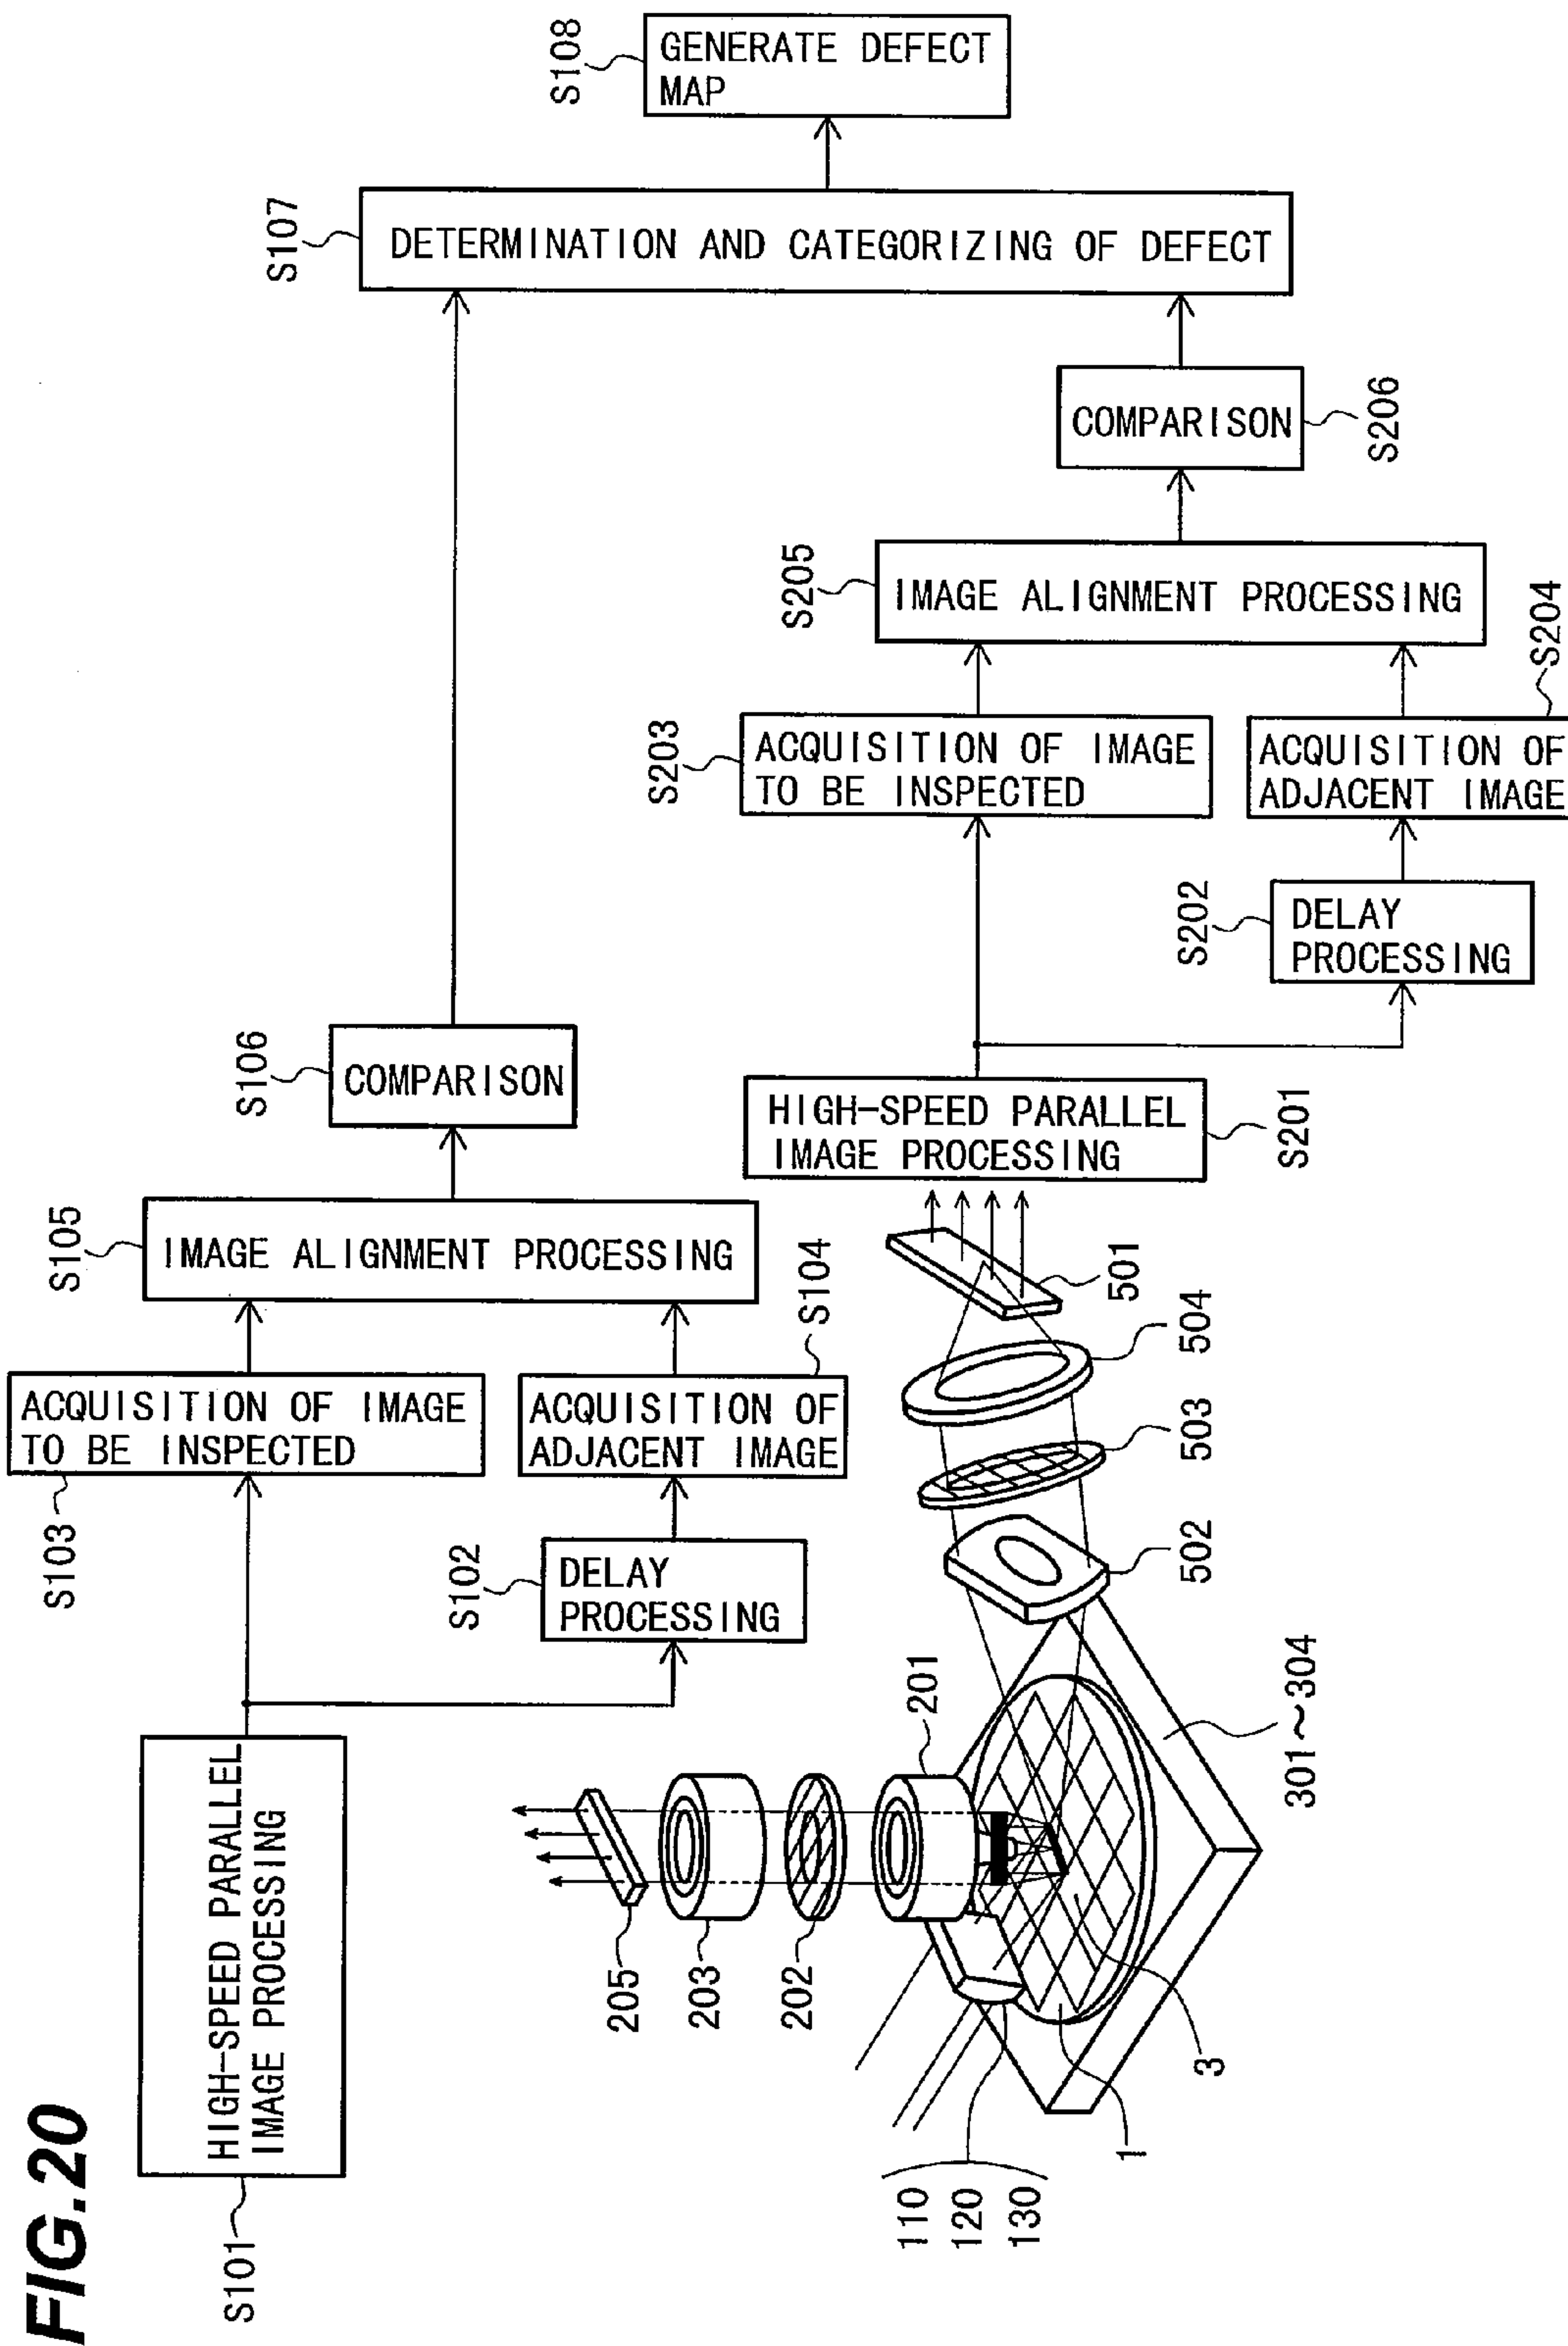 FIG.20
S101
HIGH-SPEED PARALLEL
IMAGE PROCESSING
S103
ACQUISITION OF IMAGE
TO BE INSPECTED
S102
DELAY
PROCESSING
S104
ACQUISITION OF
ADJACENT IMAGE
S105
IMAGE ALIGNMENT PROCESSING
S106
COMPARISON
S107
DETERMINATION AND CATEGORIZING OF DEFECT
S108
GENERATE DEFECT
MAP
S201
HIGH-SPEED PARALLEL
IMAGE PROCESSING
S203
ACQUISITION OF IMAGE
TO BE INSPECTED
S202
DELAY
PROCESSING
S204
ACQUISITION OF
ADJACENT IMAGE
S205
IMAGE ALIGNMENT PROCESSING
S206
COMPARISON
205
203
202
201
110
120
130
1
3
301~304
502
503
504
501